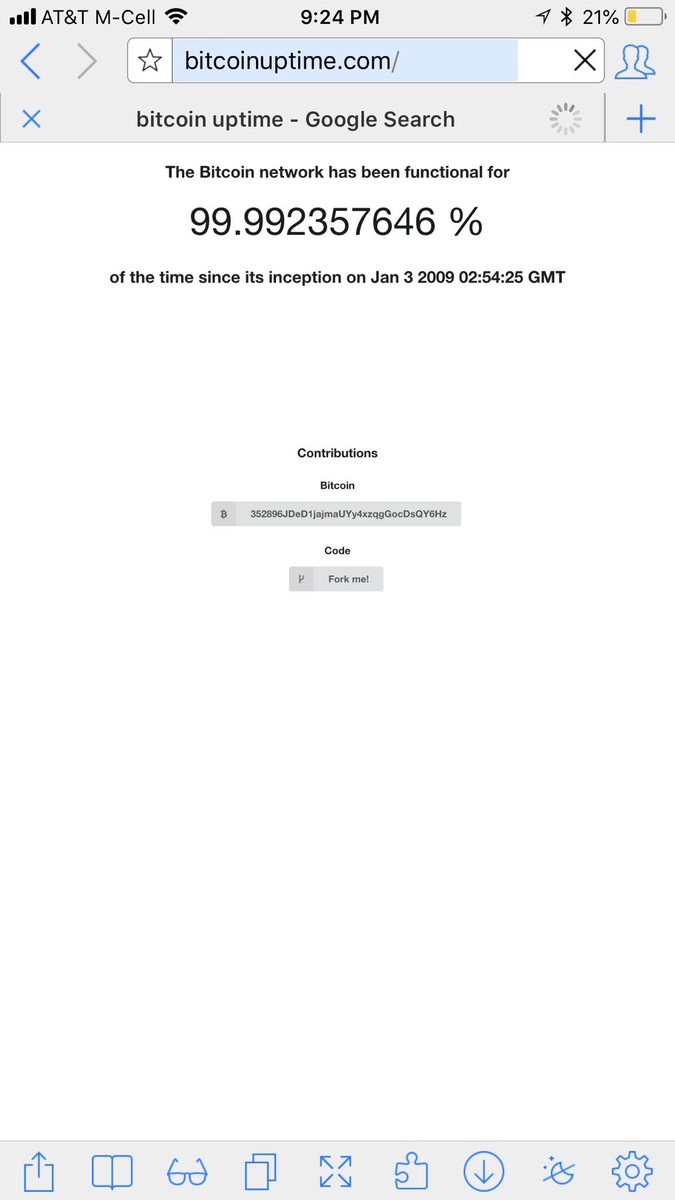 AT&T M-Cell 9:24 PM 21%
bitcoinuptime.com/
bitcoin uptime - Google Search
The Bitcoin network has been functional for
99.992357646 %
of the time since its inception on Jan 3 2009 02:54:25 GMT
Contributions
Bitcoin
352896JDeD1jajmaUYy4xzqgGocDsQY6Hz
Code
Fork me!